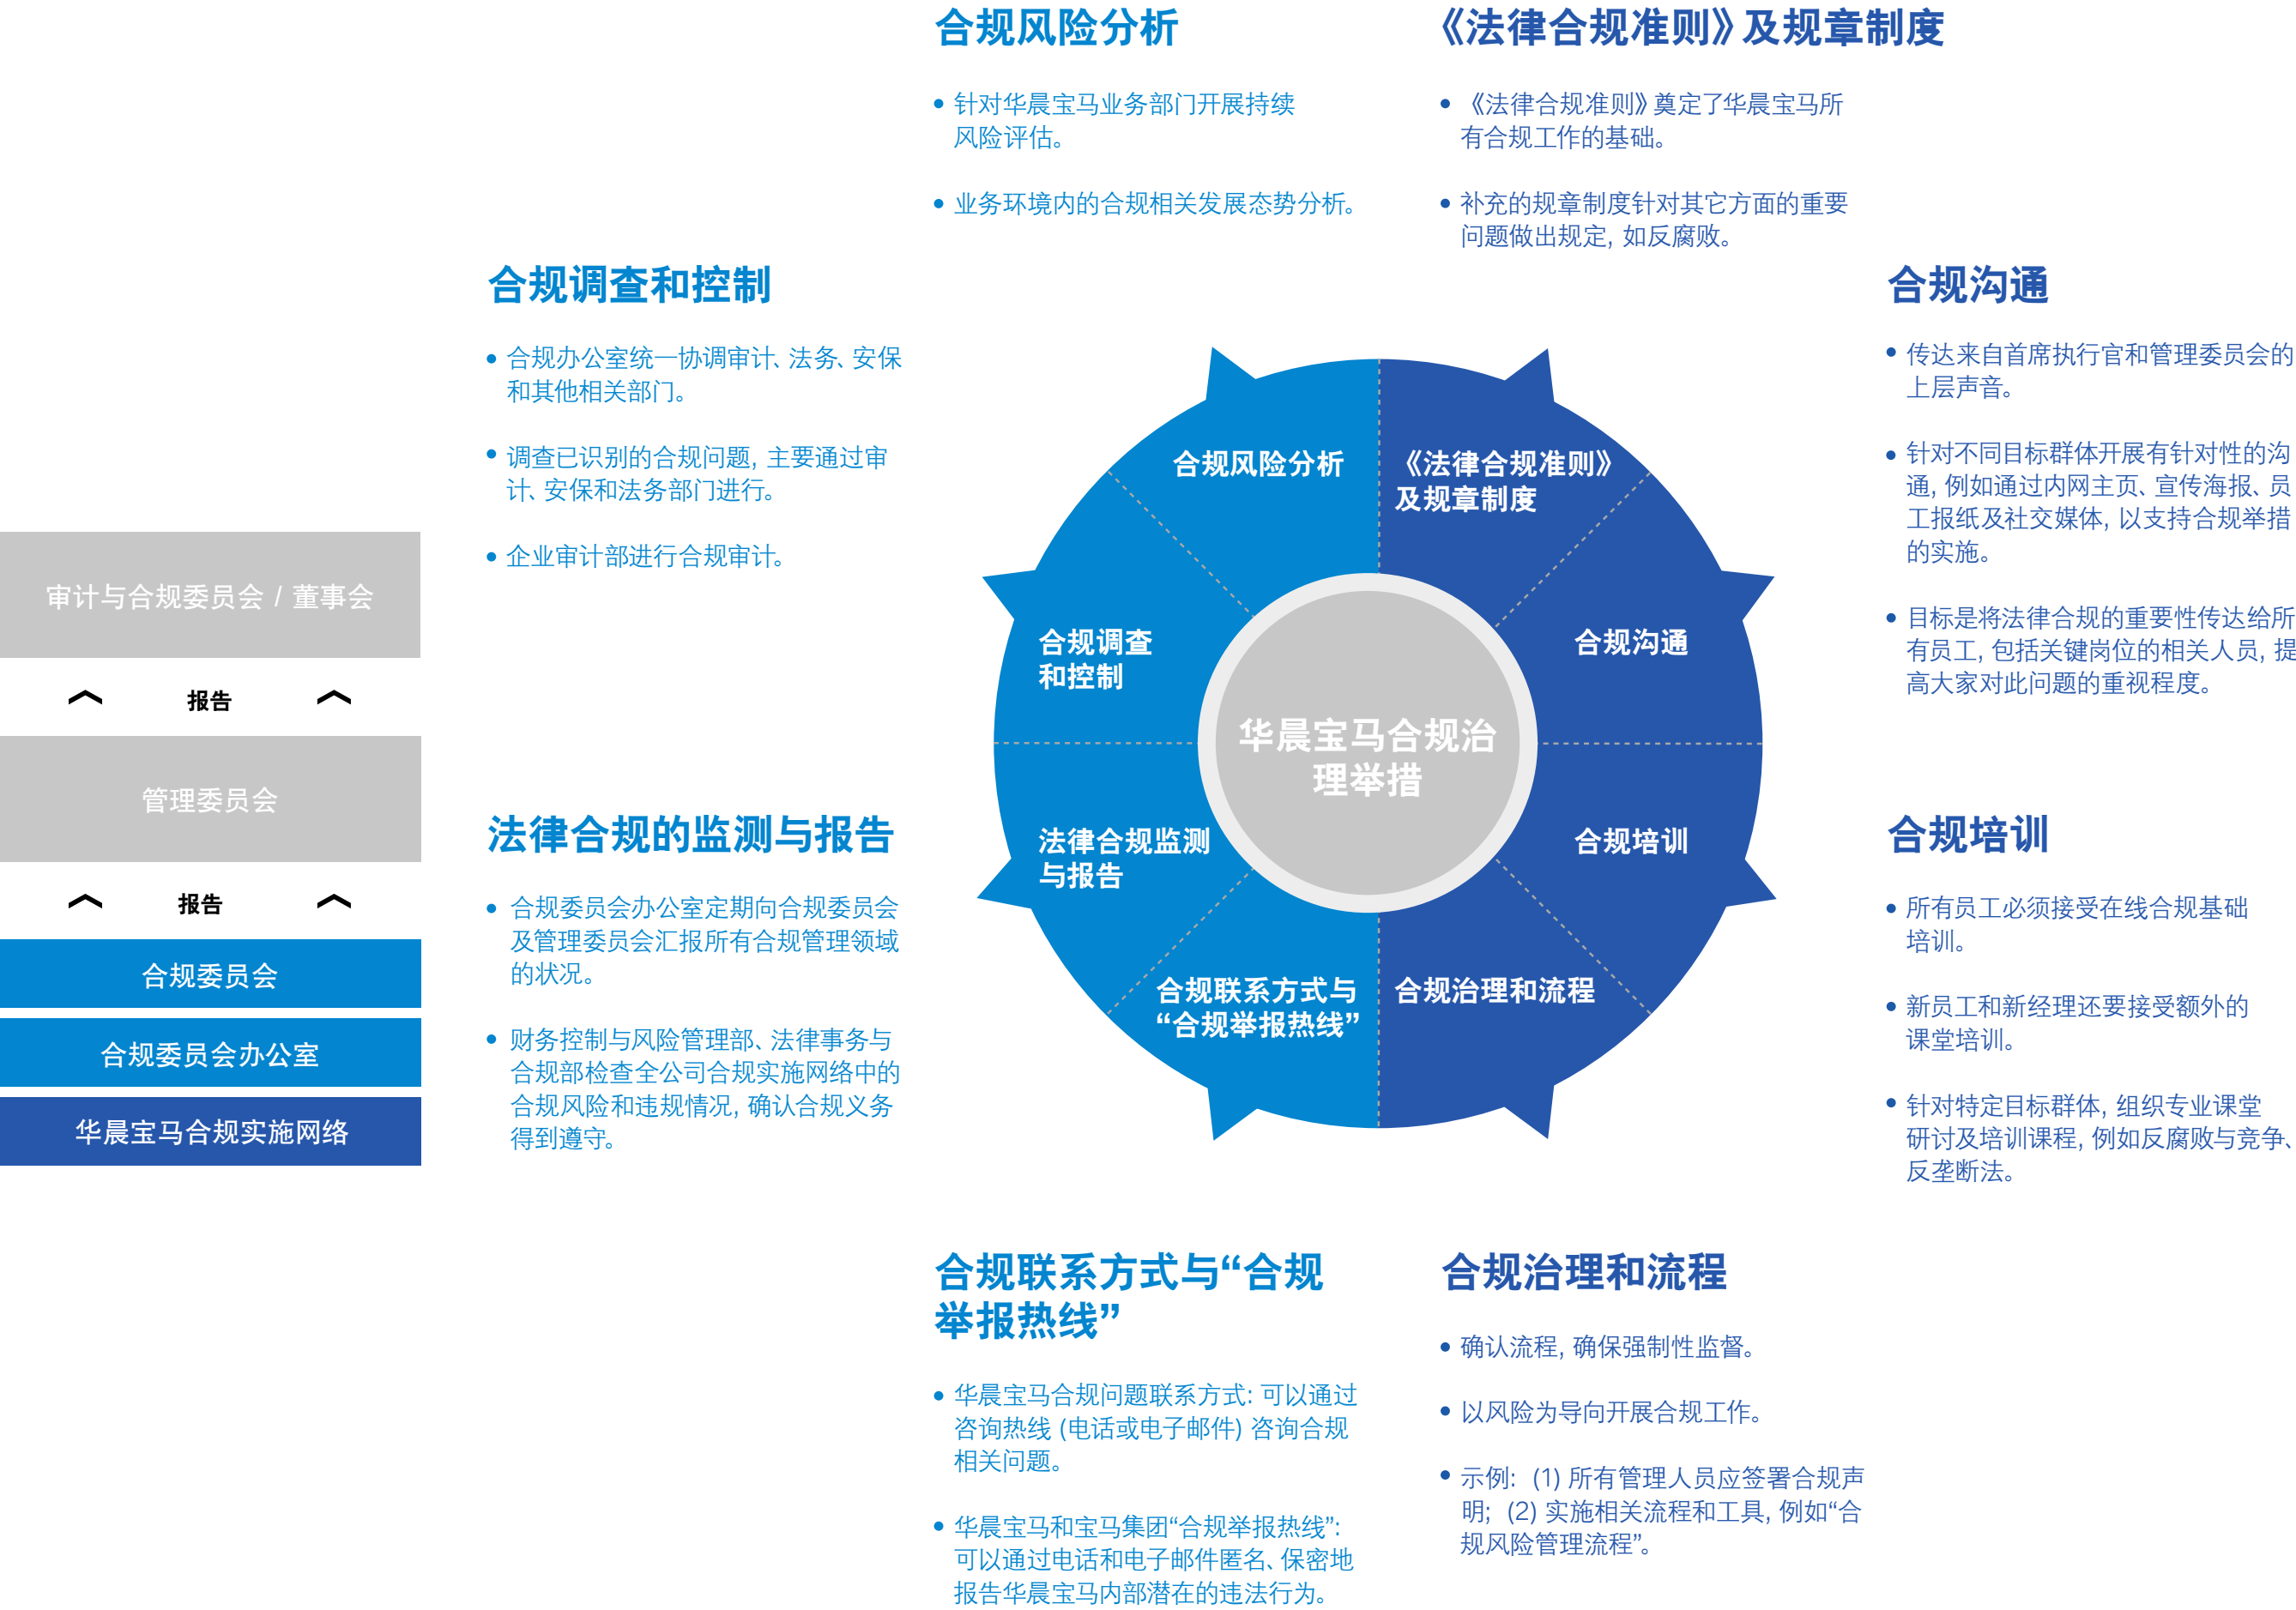 合规风险分析
• 针对华晨宝马业务部门开展持续
风险评估。
• 业务环境内的合规相关发展态势分析。
《法律合规准则》及规章制度
• 《法律合规准则》奠定了华晨宝马所
有合规工作的基础。
• 补充的规章制度针对其它方面的重要
问题做出规定, 如反腐败。
合规调查和控制
• 合规办公室统一协调审计、法务、安保
和其他相关部门。
• 调查已识别的合规问题, 主要通过审
计、安保和法务部门进行。
• 企业审计部进行合规审计。
合规沟通
• 传达来自首席执行官和管理委员会的
上层声音。
• 针对不同目标群体开展有针对性的沟
通, 例如通过内网主页、宣传海报、员
工报纸及社交媒体, 以支持合规举措
的实施。
• 目标是将法律合规的重要性传达给所
有员工, 包括关键岗位的相关人员, 提
高大家对此问题的重视程度。
审计与合规委员会 / 董事会
报告
管理委员会
报告
合规委员会
合规委员会办公室
华晨宝马合规实施网络
合规风险分析
《法律合规准则》
及规章制度
合规调查
和控制
合规沟通
华晨宝马合规治
理举措
法律合规监测
与报告
合规培训
合规联系方式与
“合规举报热线”
合规治理和流程
法律合规的监测与报告
• 合规委员会办公室定期向合规委员会
及管理委员会汇报所有合规管理领域
的状况。
• 财务控制与风险管理部、法律事务与
合规部检查全公司合规实施网络中的
合规风险和违规情况, 确认合规义务
得到遵守。
合规培训
• 所有员工必须接受在线合规基础
培训。
• 新员工和新经理还要接受额外的
课堂培训。
• 针对特定目标群体, 组织专业课堂
研讨及培训课程, 例如反腐败与竞争、
反垄断法。
合规联系方式与“合规
举报热线”
• 华晨宝马合规问题联系方式: 可以通过
咨询热线 (电话或电子邮件) 咨询合规
相关问题。
• 华晨宝马和宝马集团“合规举报热线”:
可以通过电话和电子邮件匿名、保密地
报告华晨宝马内部潜在的违法行为。
合规治理和流程
• 确认流程, 确保强制性监督。
• 以风险为导向开展合规工作。
• 示例: (1) 所有管理人员应签署合规声
明; (2) 实施相关流程和工具, 例如“合
规风险管理流程”。